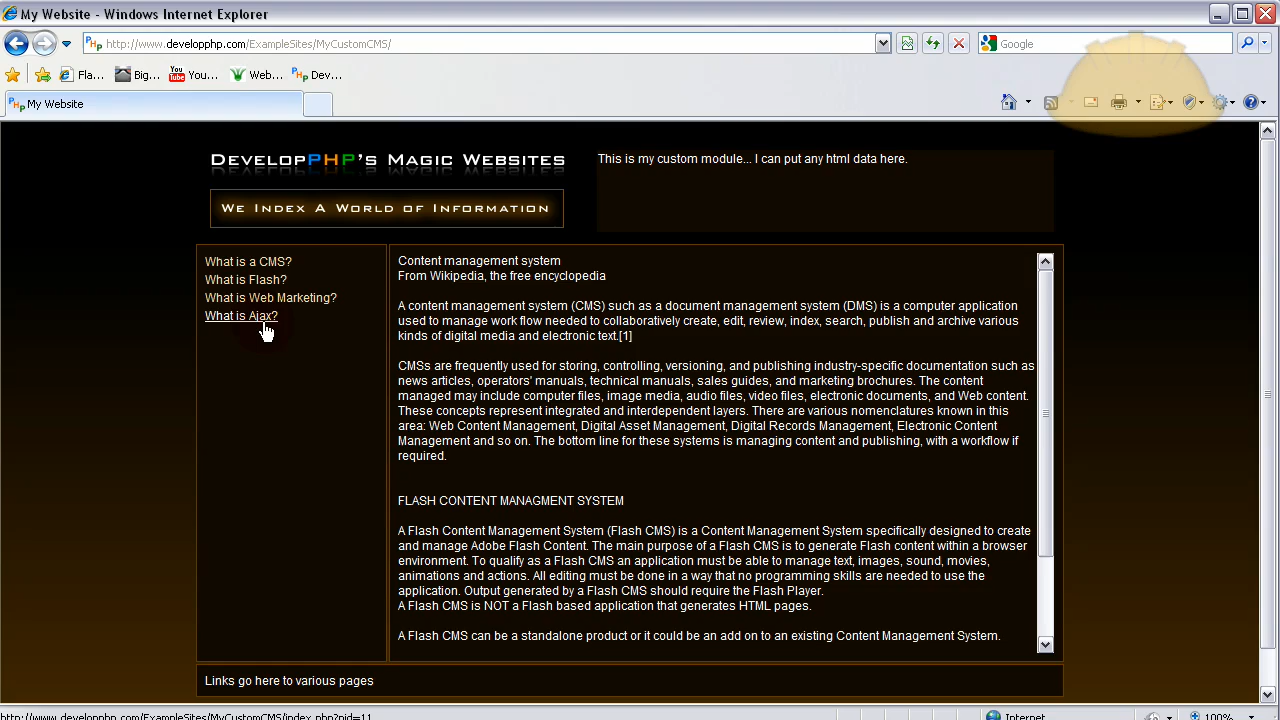 My Website - Windows Internet Explorer
http://www.developphp.com/ExampleSites/MyCustomCMS/
Google
Fla...
Big...
You...
Web...
Dev...
My Website
DevelopPHP's Magic Websites
We Index A World of Information
This is my custom module... I can put any html data here.
What is a CMS?
What is Flash?
What is Web Marketing?
What is Ajax?
Content management system
From Wikipedia, the free encyclopedia
A content management system (CMS) such as a document management system (DMS) is a computer application
used to manage work flow needed to collaboratively create, edit, review, index, search, publish and archive various
kinds of digital media and electronic text.[1]
CMSs are frequently used for storing, controlling, versioning, and publishing industry-specific documentation such as
news articles, operators' manuals, technical manuals, sales guides, and marketing brochures. The content
managed may include computer files, image media, audio files, video files, electronic documents, and Web content.
These concepts represent integrated and interdependent layers. There are various nomenclatures known in this
area: Web Content Management, Digital Asset Management, Digital Records Management, Electronic Content
Management and so on. The bottom line for these systems is managing content and publishing, with a workflow if
required.
FLASH CONTENT MANAGMENT SYSTEM
A Flash Content Management System (Flash CMS) is a Content Management System specifically designed to create
and manage Adobe Flash Content. The main purpose of a Flash CMS is to generate Flash content within a browser
environment. To qualify as a Flash CMS an application must be able to manage text, images, sound, movies,
animations and actions. All editing must be done in a way that no programming skills are needed to use the
application. Output generated by a Flash CMS should require the Flash Player.
A Flash CMS is NOT a Flash based application that generates HTML pages.
A Flash CMS can be a standalone product or it could be an add on to an existing Content Management System.
Links go here to various pages
http://www.developphp.com/ExampleSites/MyCustomCMS/index.php?pid=11
Internet
100%